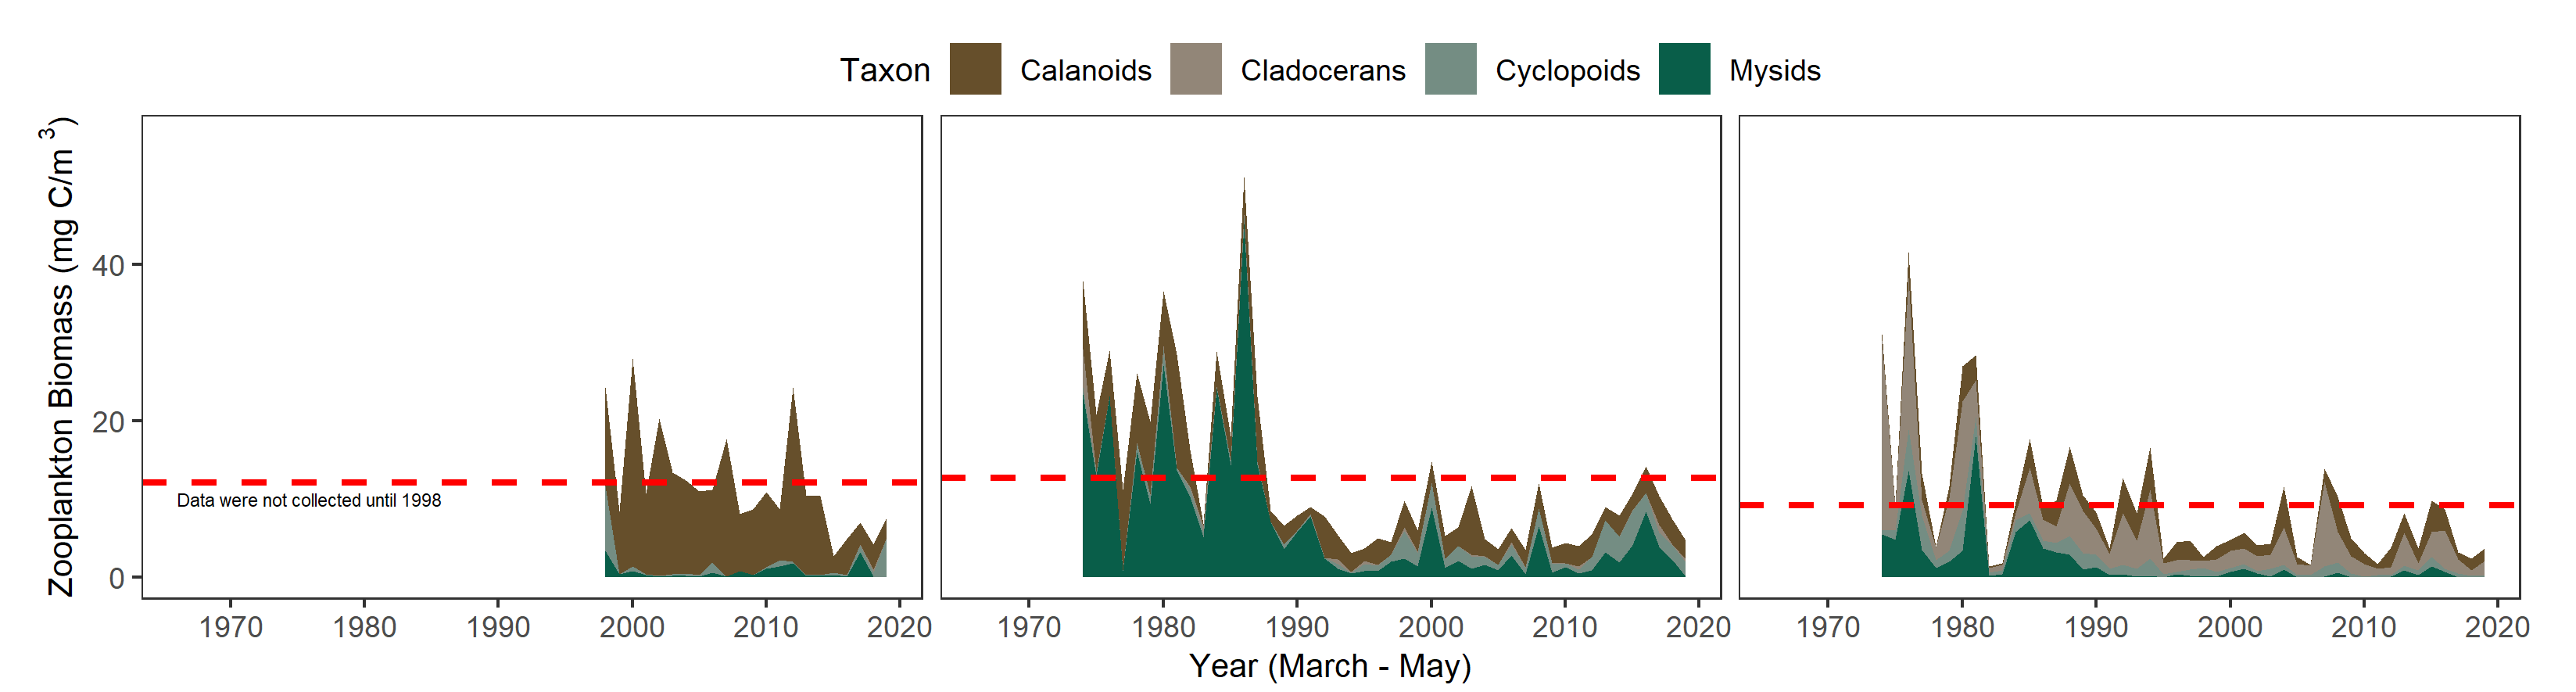 Taxon Calanoids Cladocerans Cyclopoids Mysids
Zooplankton Biomass (mg C/m 3)
40
20
0
Data were not collected until 1998
1970 1980 1990 2000 2010 2020 1970 1980 1990 2000 2010 2020 1970 1980 1990 2000 2010 2020
Year (March - May)